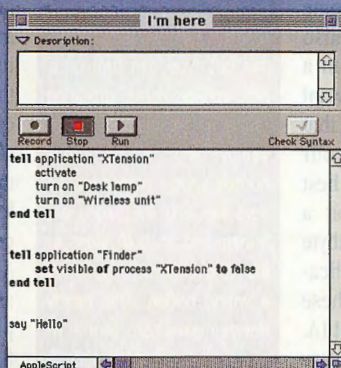 I'm here
Description:
Record Stop Run Check Syntax
tell application "XTension"
activate
turn on "Desk lamp"
turn on "Wireless unit"
end tell
tell application "Finder"
set visible of process "XTension" to false
end tell
say "Hello"
AppleScript